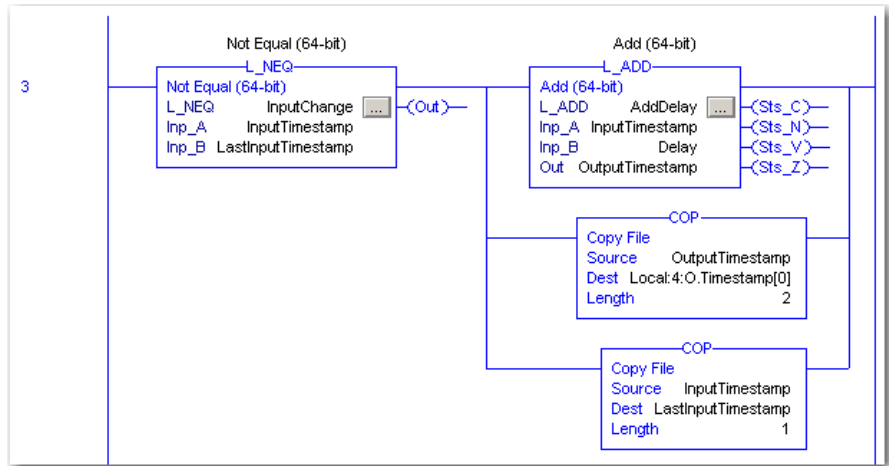 Not Equal (64-bit)
L_NEQ
Not Equal (64-bit)
L_NEQ InputChange ... (Out)
Inp_A InputTimestamp
Inp_B LastInputTimestamp
Add (64-bit)
L_ADD
Add (64-bit)
L_ADD AddDelay ... (Sts_C)
Inp_A InputTimestamp (Sts_N)
Inp_B Delay (Sts_V)
Out OutputTimestamp (Sts_Z)
3
COP
Copy File
Source OutputTimestamp
Dest Local:4:O.Timestamp[0]
Length 2
COP
Copy File
Source InputTimestamp
Dest LastInputTimestamp
Length 1